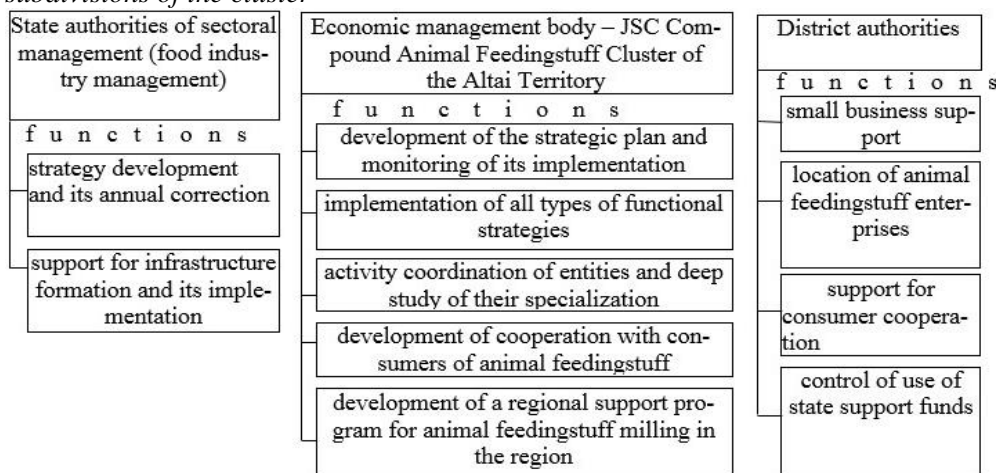 subdivisions of the cluster
State authorities of sectoral
management (food indus-
try management)
f u n c t i o n s
strategy development
and its annual correction
support for infrastructure
formation and its imple-
mentation
Economic management body – JSC Com-
pound Animal Feedingstuff Cluster of
the Altai Territory
f u n c t i o n s
development of the strategic plan and
monitoring of its implementation
implementation of all types of functional
strategies
activity coordination of entities and deep
study of their specialization
development of cooperation with con-
sumers of animal feedingstuff
development of a regional support pro-
gram for animal feedingstuff milling in
the region
District authorities
f u n c t i o n s
small business sup-
port
location of animal
feedingstuff enter-
prises
support for
consumer coopera-
tion
control of use of
state support funds